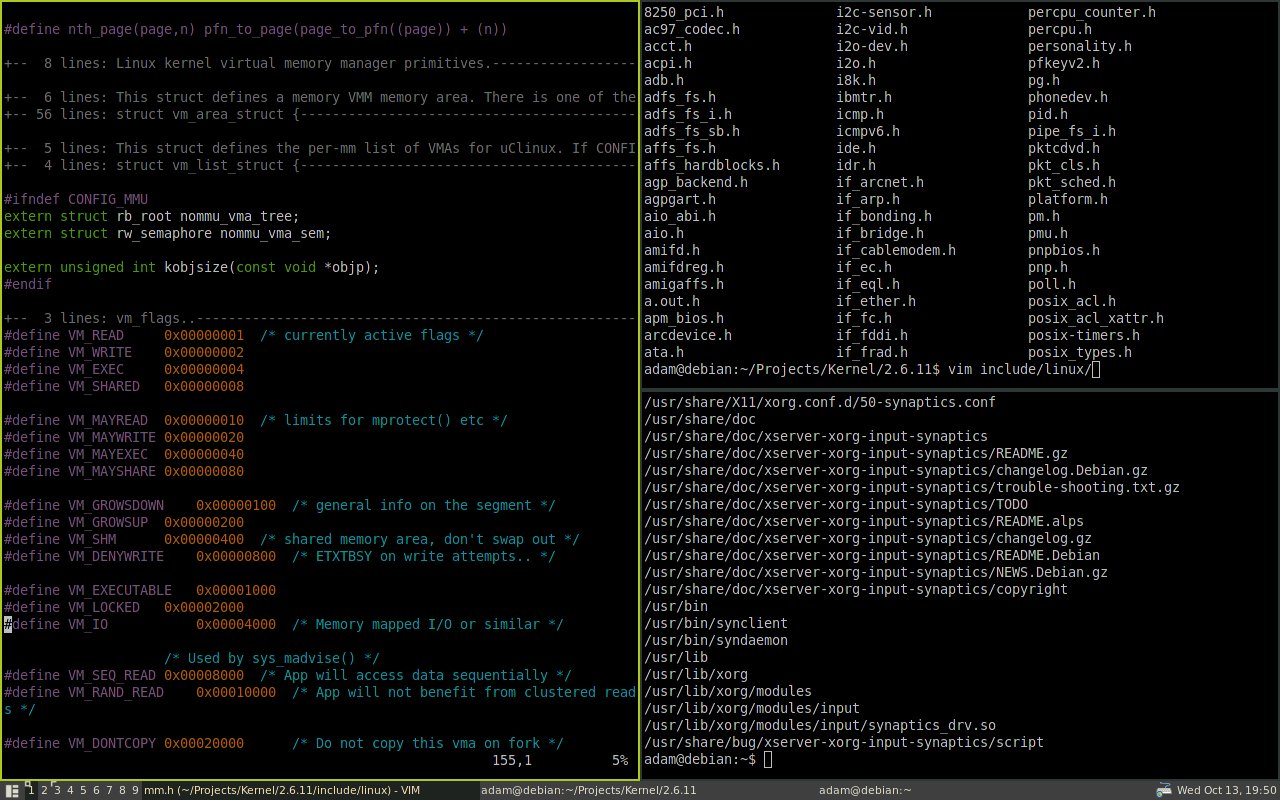 #define nth_page(page,n) pfn_to_page(page_to_pfn((page)) + (n))
+--  8 lines: Linux kernel virtual memory manager primitives.------------------
+--  6 lines: This struct defines a memory VMM memory area. There is one of the
+-- 56 lines: struct vm_area_struct {------------------------------------------
+--  5 lines: This struct defines the per-mm list of VMAs for uClinux. If CONFI
+--  4 lines: struct vm_list_struct {------------------------------------------
#ifndef CONFIG_MMU
extern struct rb_root nommu_vma_tree;
extern struct rw_semaphore nommu_vma_sem;
extern unsigned int kobjsize(const void *objp);
#endif
+--  3 lines: vm_flags..-------------------------------------------------------
#define VM_READ     0x00000001  /* currently active flags */
#define VM_WRITE    0x00000002
#define VM_EXEC     0x00000004
#define VM_SHARED   0x00000008
#define VM_MAYREAD  0x00000010  /* limits for mprotect() etc */
#define VM_MAYWRITE 0x00000020
#define VM_MAYEXEC  0x00000040
#define VM_MAYSHARE 0x00000080
#define VM_GROWSDOWN    0x00000100  /* general info on the segment */
#define VM_GROWSUP  0x00000200
#define VM_SHM      0x00000400  /* shared memory area, don't swap out */
#define VM_DENYWRITE    0x00000800  /* ETXTBSY on write attempts.. */
#define VM_EXECUTABLE   0x00001000
#define VM_LOCKED   0x00002000
#define VM_IO           0x00004000  /* Memory mapped I/O or similar */
                    /* Used by sys_madvise() */
#define VM_SEQ_READ 0x00008000  /* App will access data sequentially */
#define VM_RAND_READ    0x00010000  /* App will not benefit from clustered read
s */
#define VM_DONTCOPY 0x00020000      /* Do not copy this vma on fork */
155,1          5%
8250_pci.h              i2c-sensor.h            percpu_counter.h
ac97_codec.h            i2c-vid.h               percpu.h
acct.h                  i2o-dev.h               personality.h
acpi.h                  i2o.h                   pfkeyv2.h
adb.h                   i8k.h                   pg.h
adfs_fs.h               ibmtr.h                 phonedev.h
adfs_fs_i.h             icmp.h                  pid.h
adfs_fs_sb.h            icmpv6.h                pipe_fs_i.h
affs_fs.h               ide.h                   pktcdvd.h
affs_hardblocks.h       idr.h                   pkt_cls.h
agp_backend.h           if_arcnet.h             pkt_sched.h
agpgart.h               if_arp.h                platform.h
aio_abi.h               if_bonding.h            pm.h
aio.h                   if_bridge.h             pmu.h
amifd.h                 if_cablemodem.h         pnpbios.h
amifdreg.h              if_ec.h                 pnp.h
amigaffs.h              if_eql.h                poll.h
a.out.h                 if_ether.h              posix_acl.h
apm_bios.h              if_fc.h                 posix_acl_xattr.h
arcdevice.h             if_fddi.h               posix-timers.h
ata.h                   if_frad.h               posix_types.h
adam@debian:~/Projects/Kernel/2.6.11$ vim include/linux/
/usr/share/X11/xorg.conf.d/50-synaptics.conf
/usr/share/doc
/usr/share/doc/xserver-xorg-input-synaptics
/usr/share/doc/xserver-xorg-input-synaptics/README.gz
/usr/share/doc/xserver-xorg-input-synaptics/changelog.Debian.gz
/usr/share/doc/xserver-xorg-input-synaptics/trouble-shooting.txt.gz
/usr/share/doc/xserver-xorg-input-synaptics/TODO
/usr/share/doc/xserver-xorg-input-synaptics/README.alps
/usr/share/doc/xserver-xorg-input-synaptics/changelog.gz
/usr/share/doc/xserver-xorg-input-synaptics/README.Debian
/usr/share/doc/xserver-xorg-input-synaptics/NEWS.Debian.gz
/usr/share/doc/xserver-xorg-input-synaptics/copyright
/usr/bin
/usr/bin/synclient
/usr/bin/syndaemon
/usr/lib
/usr/lib/xorg
/usr/lib/xorg/modules
/usr/lib/xorg/modules/input
/usr/lib/xorg/modules/input/synaptics_drv.so
/usr/share/bug/xserver-xorg-input-synaptics/script
adam@debian:~$
1 2 3 4 5 6 7 8 9 mm.h (~/Projects/Kernel/2.6.11/include/linux) - VIM adam@debian:~/Projects/Kernel/2.6.11 adam@debian:~ Wed Oct 13, 19:50